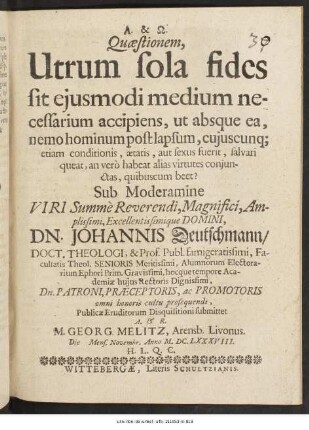 Α. & Ω.
39
Quæstionem,
Utrum sola fides
sit ejusmodi medium ne-
cessarium accipiens, ut absque ea,
nemo hominum post lapsum, cujuscunq;
etiam conditionis, ætatis, aut sexus fuerit, salvari
queat, an verò habeat alias virtutes conjun-
ctas, quibuscum beet?
Sub Moderamine
VIRI Summè Reverendi, Magnifici, Am-
plissimi, Excellentissimique DOMINI,
DN. JOHANNIS Deutschmann/
DOCT. THEOLOGI, & Prof. Publ. famigeratissimi, Fa-
cultatis Theol. SENIORIS Meritissimi, Alumnorum Electora-
rium Ephori Prim. Gravissimi, hocque tempore Aca-
demiæ hujus Rectoris Dignissimi,
Dn. PATRONI, PRÆCEPTORIS, ac PROMOTORIS
omni honoris cultu prosequendi,
Publicæ Eruditorum Disquisitioni submittet
A. & R.
M. GEORG. MELITZ, Arensb. Livonus.
Die Mens. Novembr. Anno M. DC. LXXXVIII.
H. L. Q. C.
WITTEBERGÆ, Literis SCHULTZIANIS.